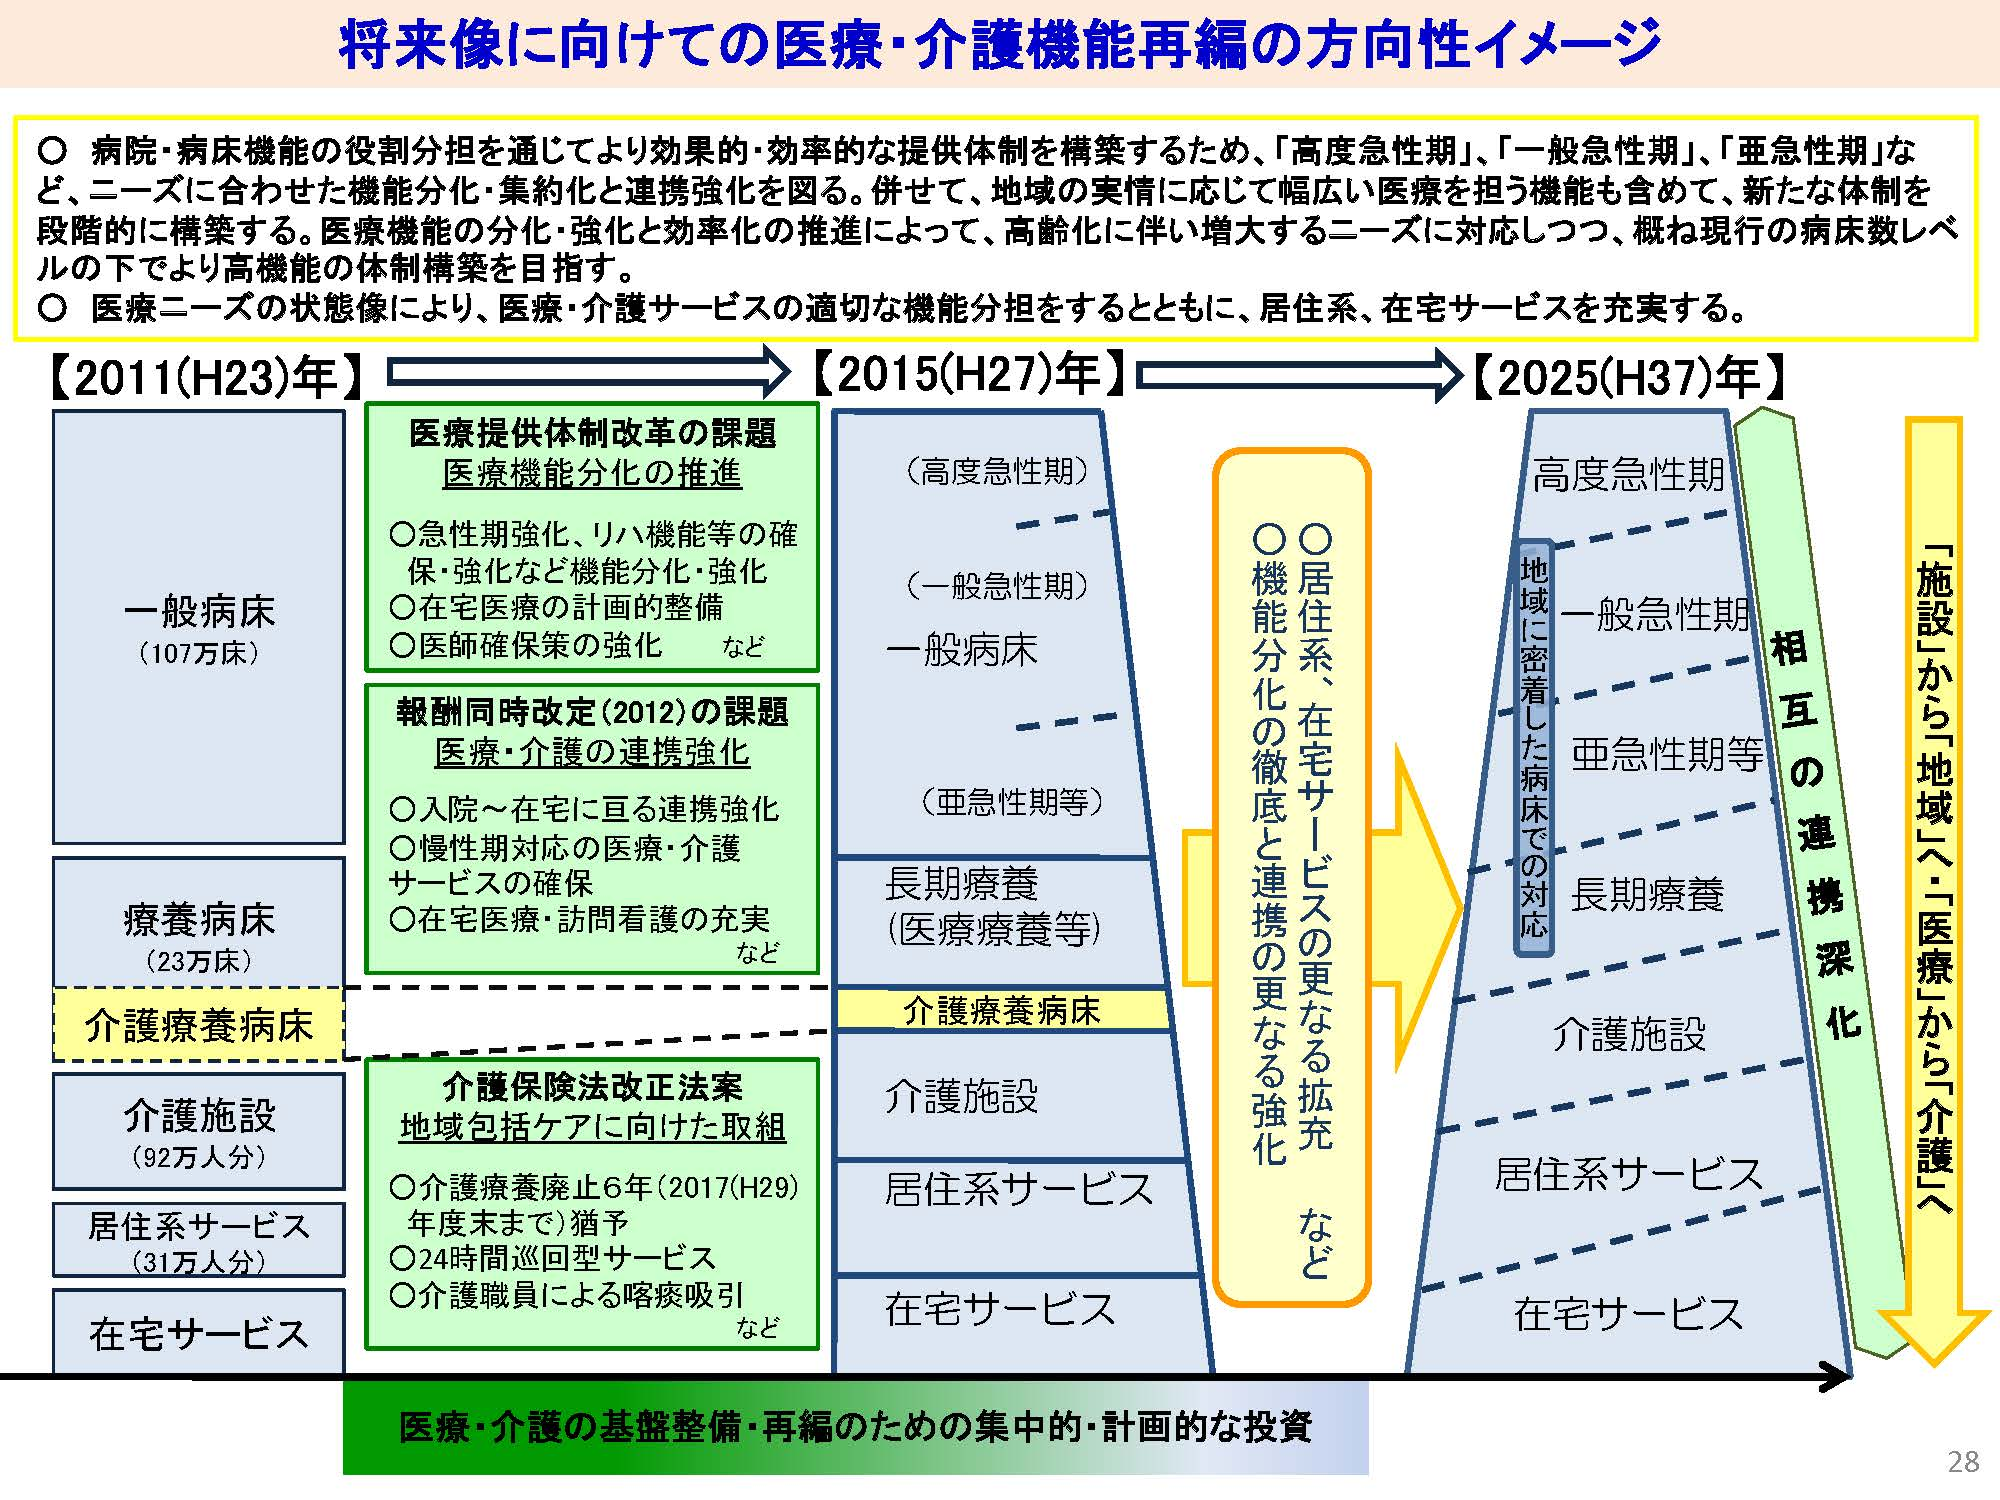 将来像に向けての医療・介護機能再編の方向性イメージ
○　病院・病床機能の役割分担を通じてより効果的・効率的な提供体制を構築するため、「高度急性期」、「一般急性期」、「亜急性期」な
ど、ニーズに合わせた機能分化・集約化と連携強化を図る。併せて、地域の実情に応じて幅広い医療を担う機能も含めて、新たな体制を
段階的に構築する。医療機能の分化・強化と効率化の推進によって、高齢化に伴い増大するニーズに対応しつつ、概ね現行の病床数レベ
ルの下でより高機能の体制構築を目指す。
○　医療ニーズの状態像により、医療・介護サービスの適切な機能分担をするとともに、居住系、在宅サービスを充実する。
【2011(H23)年】
【2015(H27)年】
【2025(H37)年】
一般病床
（107万床）
療養病床
（23万床）
介護療養病床
介護施設
（92万人分）
居住系サービス
（31万人分）
在宅サービス
医療提供体制改革の課題
医療機能分化の推進
○急性期強化、リハ機能等の確
保・強化など機能分化・強化
○在宅医療の計画的整備
○医師確保策の強化　　など
報酬同時改定（2012）の課題
医療・介護の連携強化
○入院～在宅に亘る連携強化
○慢性期対応の医療・介護
サービスの確保
○在宅医療・訪問看護の充実
など
介護保険法改正法案
地域包括ケアに向けた取組
○介護療養廃止６年（2017(H29)
年度末まで）猶予
○24時間巡回型サービス
○介護職員による喀痰吸引
など
（高度急性期）
（一般急性期）
一般病床
（亜急性期等）
長期療養
（医療療養等）
介護療養病床
介護施設
居住系サービス
在宅サービス
○居住系、在宅サービスの更なる拡充
○機能分化の徹底と連携の更なる強化
など
高度急性期
一般急性期
亜急性期等
長期療養
介護施設
居住系サービス
在宅サービス
地域に密着した病床での対応
相互の連携深化
「施設」から「地域」へ・「医療」から「介護」へ
医療・介護の基盤整備・再編のための集中的・計画的な投資
28